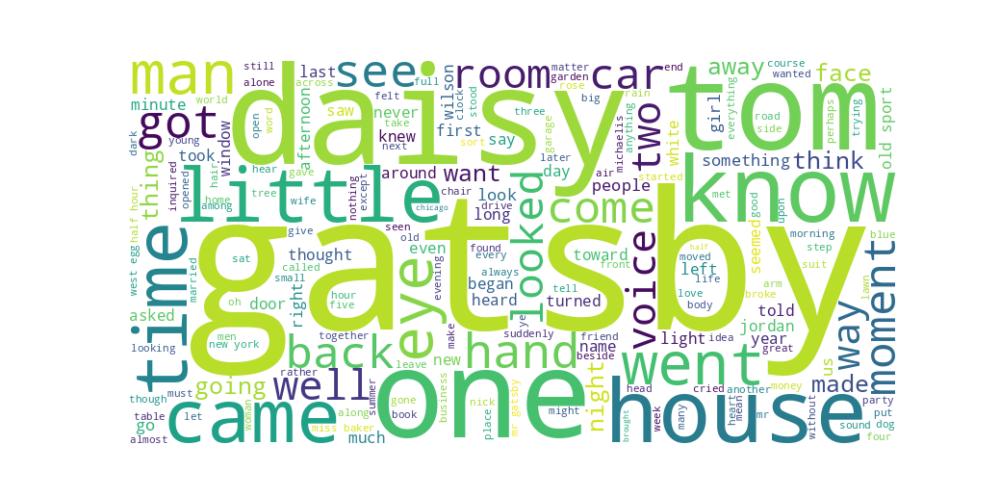 gatsby
daisy
tom
one
know
little
house
time
came
man
got
see
room
car
went
back
hand
eye
well
come
looked
voice
moment
way
two
want
think
something
people
away
face
old sport
girl
white
night
going
thing
window
afternoon
never
last
wilson
knew
around
first
say
look
long
day
minute
took
saw
thought
door
right
even
began
heard
turned
toward
left
seemed
told
jordan
year
light
name
made
us
new
much
asked
go
still
alone
world
young
dark
inquired
opened
hair
home
among
tree
wife
hear
gave
open
word
across
felt
next
take
full
clock
stood
sort
big
three
matter
garden
rose
end
rain
air
later
garage
michaelis
anything
started
everything
road
side
course
wanted
perhaps
trying
met
good
upon
morning
step
suit
blue
lawn
arm
broke
great
half
moved
life
love
body
front
tell
always
every
found
chair
drive
nothing
except
chicago
seen
old
evening
give
called
small
sat
oh
hour
five
men
new york
married
west egg
half hour
looking
though
must
table
let
almost
woman
miss baker
along
rather
summer
together
gone
book
leave
make
suddenly
business
nick
place
mr gatsby
might
friend
beside
idea
head
cried
another
money
week
many
brought
heart
mean
mr
without
party
put
sound
dog
four
ye